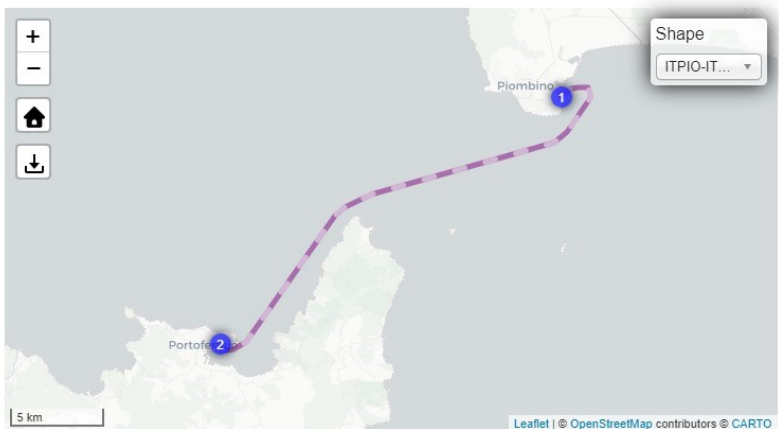 +
−
Shape
ITPIO-IT...
Piombino
1
2
5 km
Leaflet | © OpenStreetMap contributors © CARTO